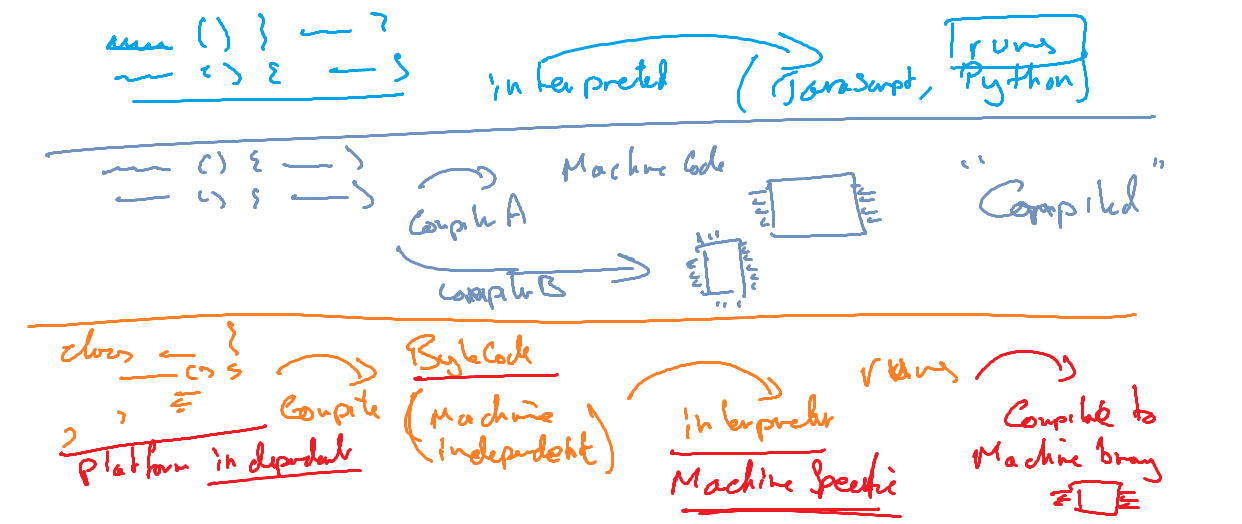 runs
interpreted (Javascript, Python)
Machine Code
Compiler A
"Compiled"
Compiler B
class { }
() ;
ByteCode
Compile (Machine independent)
interpreter
runs
Compiled to
Platform independent
Machine Specific
Machine binary